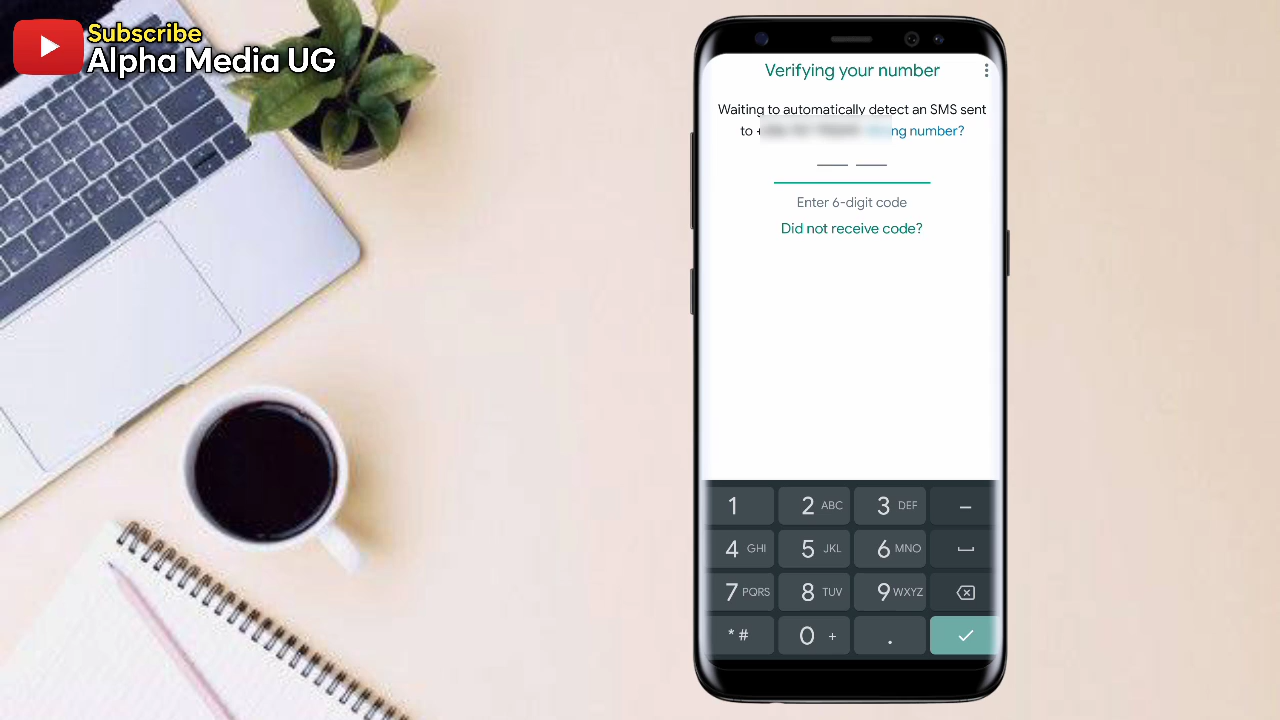 Subscribe
Alpha Media UG
Verifying your number
Waiting to automatically detect an SMS sent
to + number?
Enter 6-digit code
Did not receive code?
1 2 ABC 3 DEF –
4 GHI 5 JKL 6 MNO
7 PQRS 8 TUV 9 WXYZ
* # 0 + .